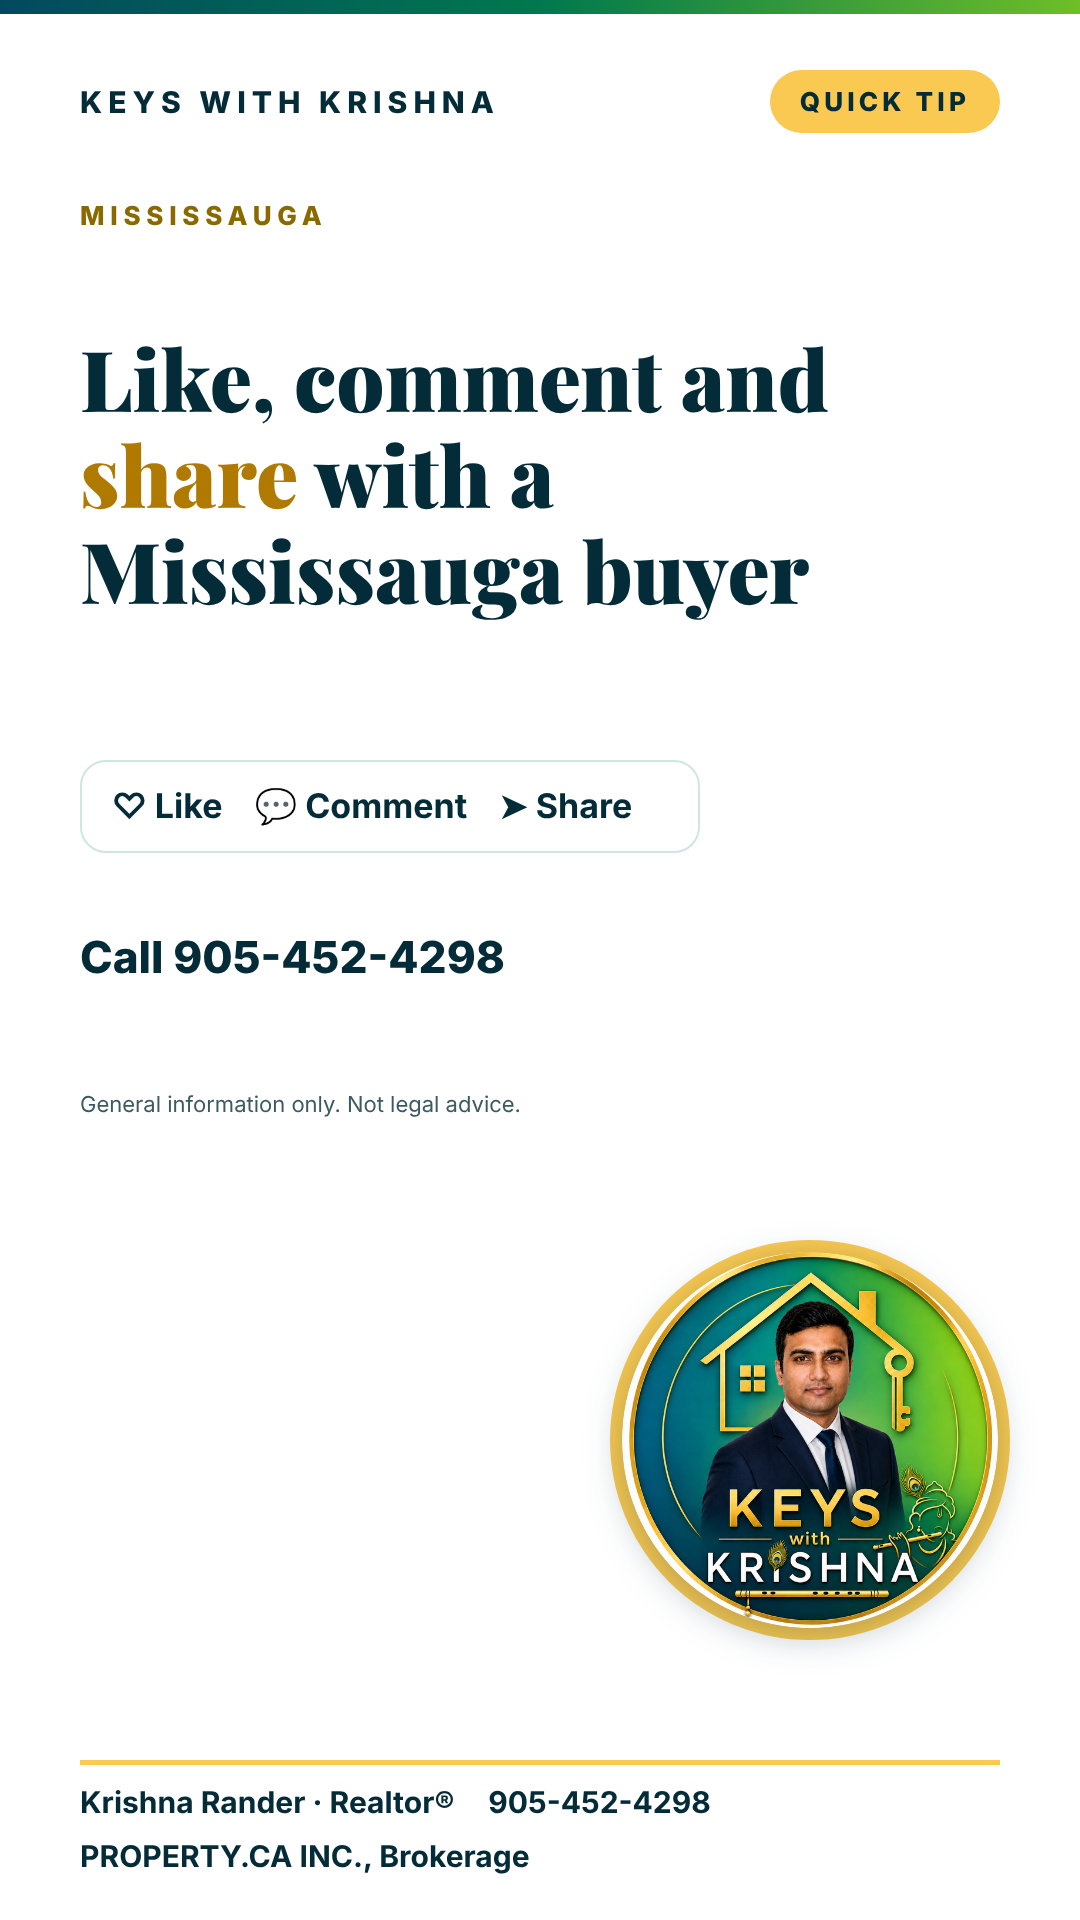 KEYS WITH KRISHNA
QUICK TIP
MISSISSAUGA
Like, comment and
share with a
Mississauga buyer
♡ Like 💬 Comment ➤ Share
Call 905-452-4298
General information only. Not legal advice.
KEYS
with
KRISHNA
Krishna Rander · Realtor® 905-452-4298
PROPERTY.CA INC., Brokerage